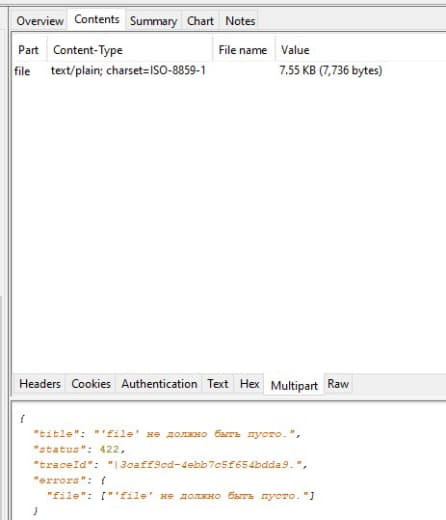 Overview Contents Summary Chart Notes
Part Content-Type File name Value
file text/plain; charset=ISO-8859-1 7.55 KB (7,736 bytes)
Headers Cookies Authentication Text Hex Multipart Raw
{
"title": "'file' не должно быть пусто.",
"status": 422,
"traceId": "|3caff9cd-4ebb7c5f654bdda9.",
"errors": {
"file": ["'file' не должно быть пусто."]
}